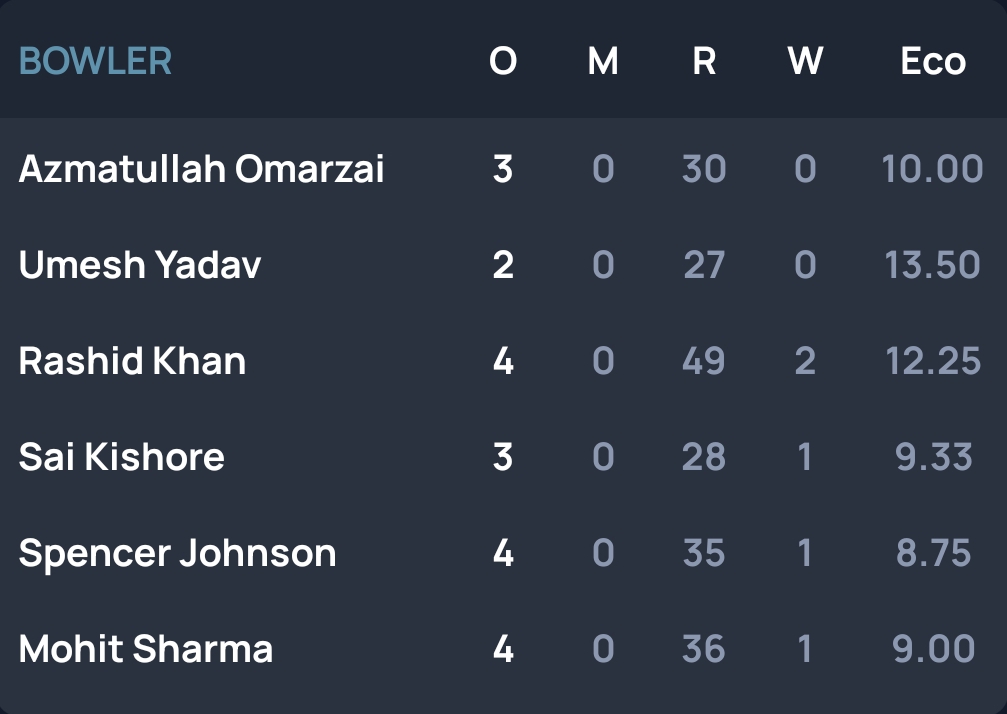 BOWLER O M R W Eco
Azmatullah Omarzai 3 0 30 0 10.00
Umesh Yadav 2 0 27 0 13.50
Rashid Khan 4 0 49 2 12.25
Sai Kishore 3 0 28 1 9.33
Spencer Johnson 4 0 35 1 8.75
Mohit Sharma 4 0 36 1 9.00